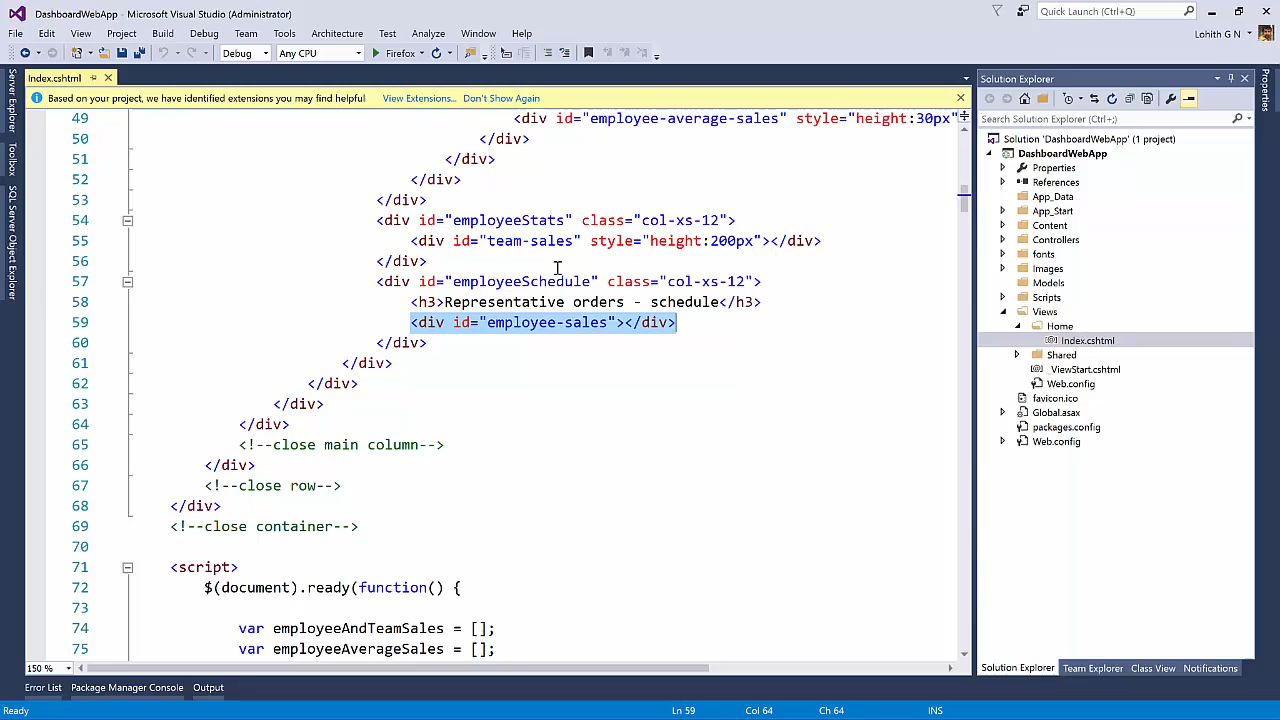 DashboardWebApp - Microsoft Visual Studio (Administrator)
Quick Launch (Ctrl+Q)
File Edit View Project Build Debug Team Tools Architecture Test Analyze Window Help
Lohith G N
Debug Any CPU Firefox
Index.cshtml
Solution Explorer
Based on your project, we have identified extensions you may find helpful View Extensions... Don't Show Again
Search Solution Explorer (Ctrl+;)
Server Explorer
Toolbox
SQL Server Object Explorer
49 <div id="employee-average-sales" style="height:30px"
50 </div>
51 </div>
52 </div>
53 </div>
54 <div id="employeeStats" class="col-xs-12">
55 <div id="team-sales" style="height:200px"></div>
56 </div>
57 <div id="employeeSchedule" class="col-xs-12">
58 <h3>Representative orders - schedule</h3>
59 <div id="employee-sales"></div>
60 </div>
61 </div>
62 </div>
63 </div>
64 </div>
65 <!--close main column-->
66 </div>
67 <!--close row-->
68 </div>
69 <!--close container-->
70
71 <script>
72 $(document).ready(function() {
73
74 var employeeAndTeamSales = [];
75 var employeeAverageSales = [];
150 %
Solution 'DashboardWebApp' (1 project)
DashboardWebApp
Properties
References
App_Data
App_Start
Content
Controllers
fonts
Images
Models
Scripts
Views
Home
Index.cshtml
Shared
_ViewStart.cshtml
Web.config
favicon.ico
Global.asax
packages.config
Web.config
Properties
Solution Explorer Team Explorer Class View Notifications
Error List Package Manager Console Output
Ready Ln 59 Col 64 Ch 64 INS